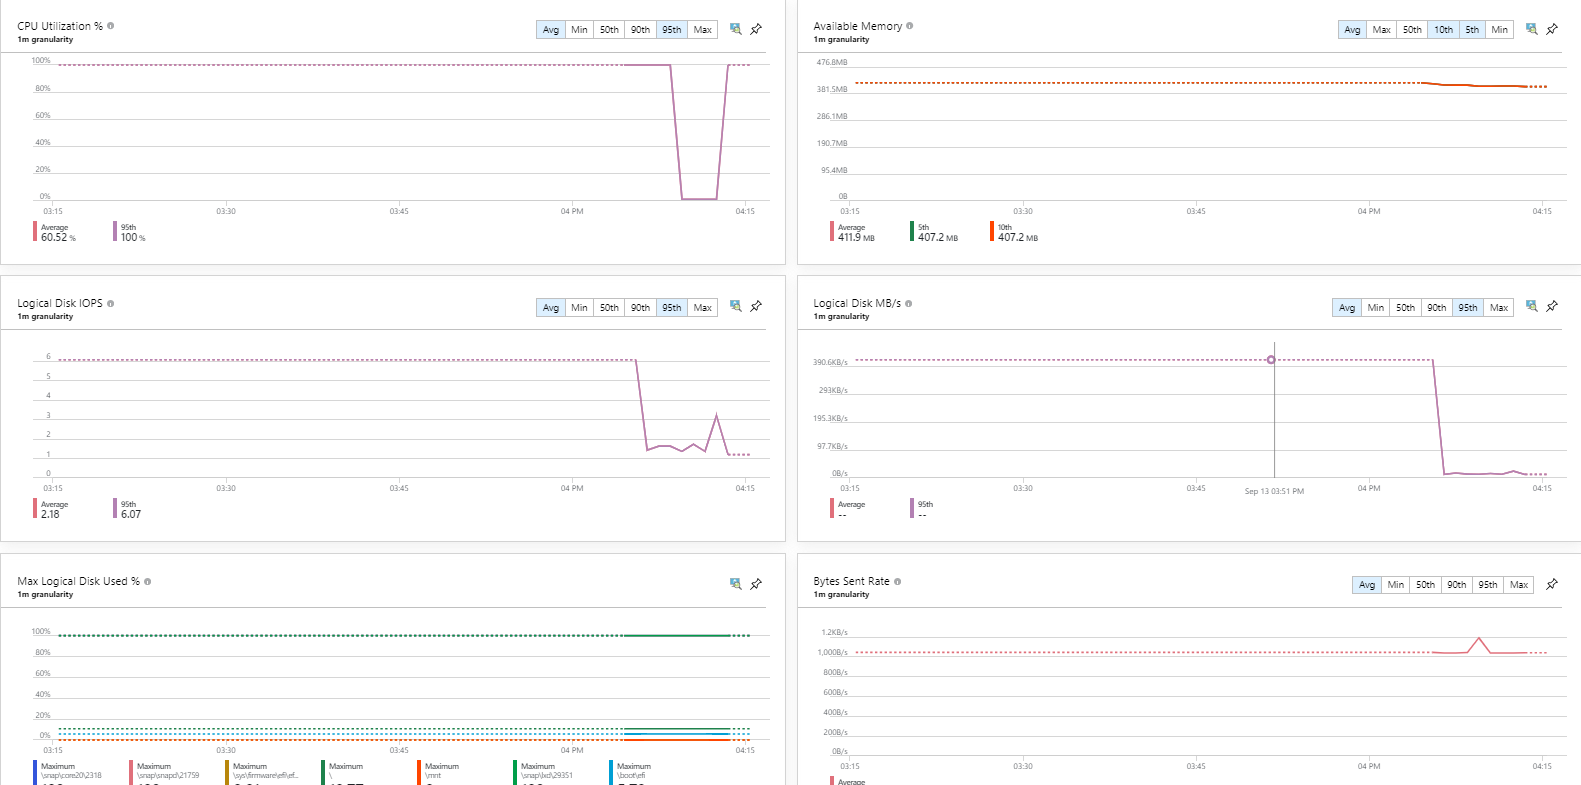 CPU Utilization %
1m granularity
Avg Min 50th 90th 95th Max
100%
80%
60%
40%
20%
0%
03:15 03:30 03:45 04 PM 04:15
Average
60.52 %
95th
100 %
Available Memory
1m granularity
Avg Max 50th 10th 5th Min
476.8MB
381.5MB
286.1MB
190.7MB
95.4MB
0B
03:15 03:30 03:45 04 PM 04:15
Average
411.9 MB
5th
407.2 MB
10th
407.2 MB
Logical Disk IOPS
1m granularity
Avg Min 50th 90th 95th Max
6
5
4
3
2
1
0
03:15 03:30 03:45 04 PM 04:15
Average
2.18
95th
6.07
Logical Disk MB/s
1m granularity
Avg Min 50th 90th 95th Max
390.6KB/s
293KB/s
195.3KB/s
97.7KB/s
0B/s
03:15 03:30 03:45 Sep 13 03:51 PM 04 PM 04:15
Average
--
95th
--
Max Logical Disk Used %
1m granularity
100%
80%
60%
40%
20%
0%
03:15 03:30 03:45 04 PM 04:15
Maximum
\snap\core20\2318
Maximum
\snap\snapd\21759
Maximum
\sys\firmware\efi\ef...
Maximum
\
Maximum
\mnt
Maximum
\snap\lxd\29351
Maximum
\boot\efi
Bytes Sent Rate
1m granularity
Avg Min 50th 90th 95th Max
1.2KB/s
1,000B/s
800B/s
600B/s
400B/s
200B/s
0B/s
03:15 03:30 03:45 04 PM 04:15
Average